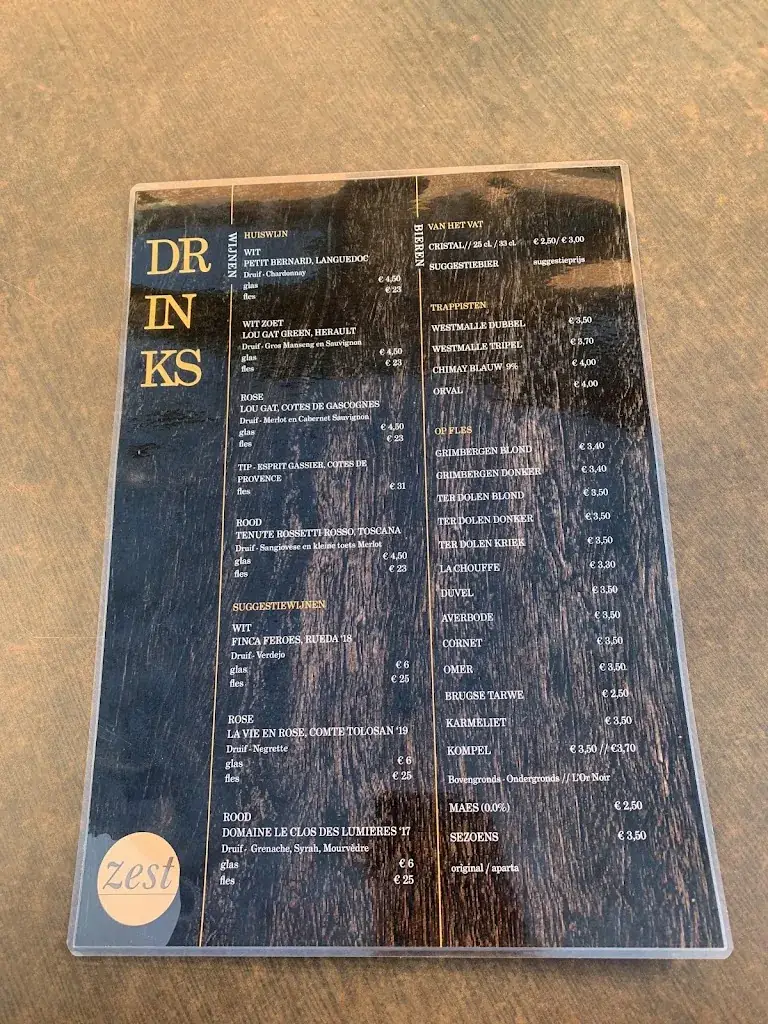 DR
IN
KS
WIJNEN
HUISWIJN
WIT
PETIT BERNARD, LANGUEDOC
Druif - Chardonnay
glas € 4,50
fles € 23
WIT ZOET
LOU GAT GREEN, HERAULT
Druif - Gros Manseng en Sauvignon
glas € 4,50
fles € 23
ROSE
LOU GAT, COTES DE GASCOGNES
Druif - Merlot en Cabernet Sauvignon
glas € 4,50
fles € 23
TIP - ESPRIT GASSIER, COTES DE
PROVENCE
fles € 31
ROOD
TENUTE ROSSETTI ROSSO, TOSCANA
Druif - Sangiovese en kleine toets Merlot
glas € 4,50
fles € 23
SUGGESTIEWIJNEN
WIT
FINCA FEROES, RUEDA '18
Druif - Verdejo
glas € 6
fles € 25
ROSE
LA VIE EN ROSE, COMTE TOLOSAN '19
Druif - Negrette
glas € 6
fles € 25
ROOD
DOMAINE LE CLOS DES LUMIERES '17
Druif - Grenache, Syrah, Mourvèdre
glas € 6
fles € 25
BIEREN
VAN HET VAT
CRISTAL// 25 cl. / 33 cl. € 2,50/ € 3,00
SUGGESTIEBIER suggestieprijs
TRAPPISTEN
WESTMALLE DUBBEL € 3,50
WESTMALLE TRIPEL € 3,70
CHIMAY BLAUW 9% € 4,00
ORVAL € 4,00
OP FLES
GRIMBERGEN BLOND € 3,40
GRIMBERGEN DONKER € 3,40
TER DOLEN BLOND € 3,50
TER DOLEN DONKER € 3,50
TER DOLEN KRIEK € 3,50
LA CHOUFFE € 3,30
DUVEL € 3,50
AVERBODE € 3,50
CORNET € 3,50
OMER € 3,50
BRUGSE TARWE € 2,50
KARMELIET € 3,50
KOMPEL € 3,50 // €3,70
Bovengronds - Ondergronds // L'Or Noir
MAES (0.0%) € 2,50
SEZOENS € 3,50
original / aparta
zest